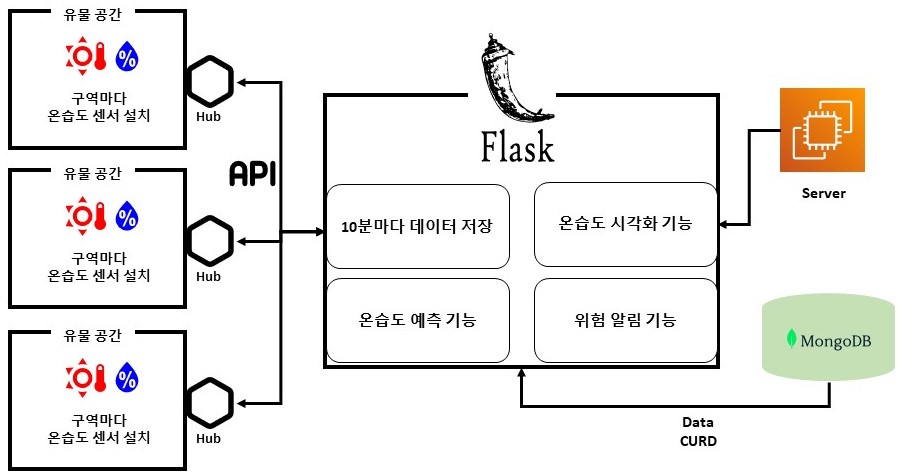 유물 공간
%
구역마다
온습도 센서 설치
Hub
유물 공간
%
구역마다
온습도 센서 설치
Hub
유물 공간
%
구역마다
온습도 센서 설치
Hub
API
Flask
10분마다 데이터 저장
온습도 시각화 기능
온습도 예측 기능
위험 알림 기능
Server
MongoDB
Data
CURD